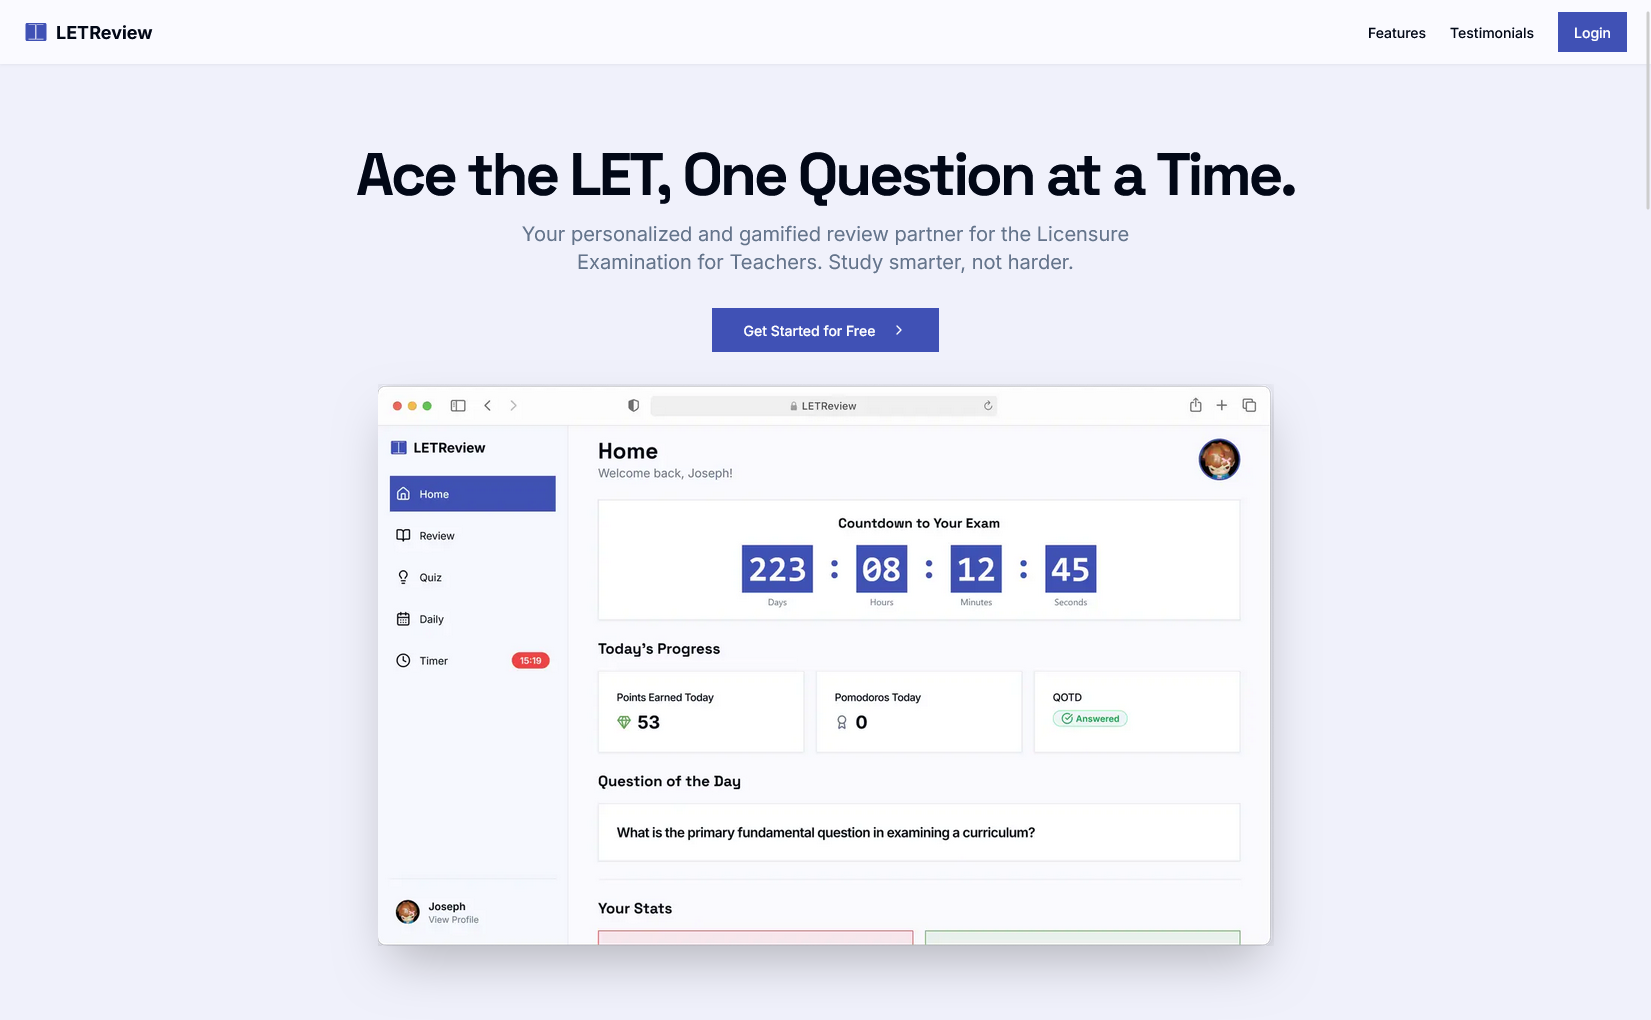 LETReview
Features
Testimonials
Login
Ace the LET, One Question at a Time.
Your personalized and gamified review partner for the Licensure
Examination for Teachers. Study smarter, not harder.
Get Started for Free
LETReview
LETReview
Home
Review
Quiz
Daily
Timer
15:19
Joseph
View Profile
Home
Welcome back, Joseph!
Countdown to Your Exam
223 : 08 : 12 : 45
Days
Hours
Minutes
Seconds
Today's Progress
Points Earned Today
53
Pomodoros Today
0
QOTD
Answered
Question of the Day
What is the primary fundamental question in examining a curriculum?
Your Stats